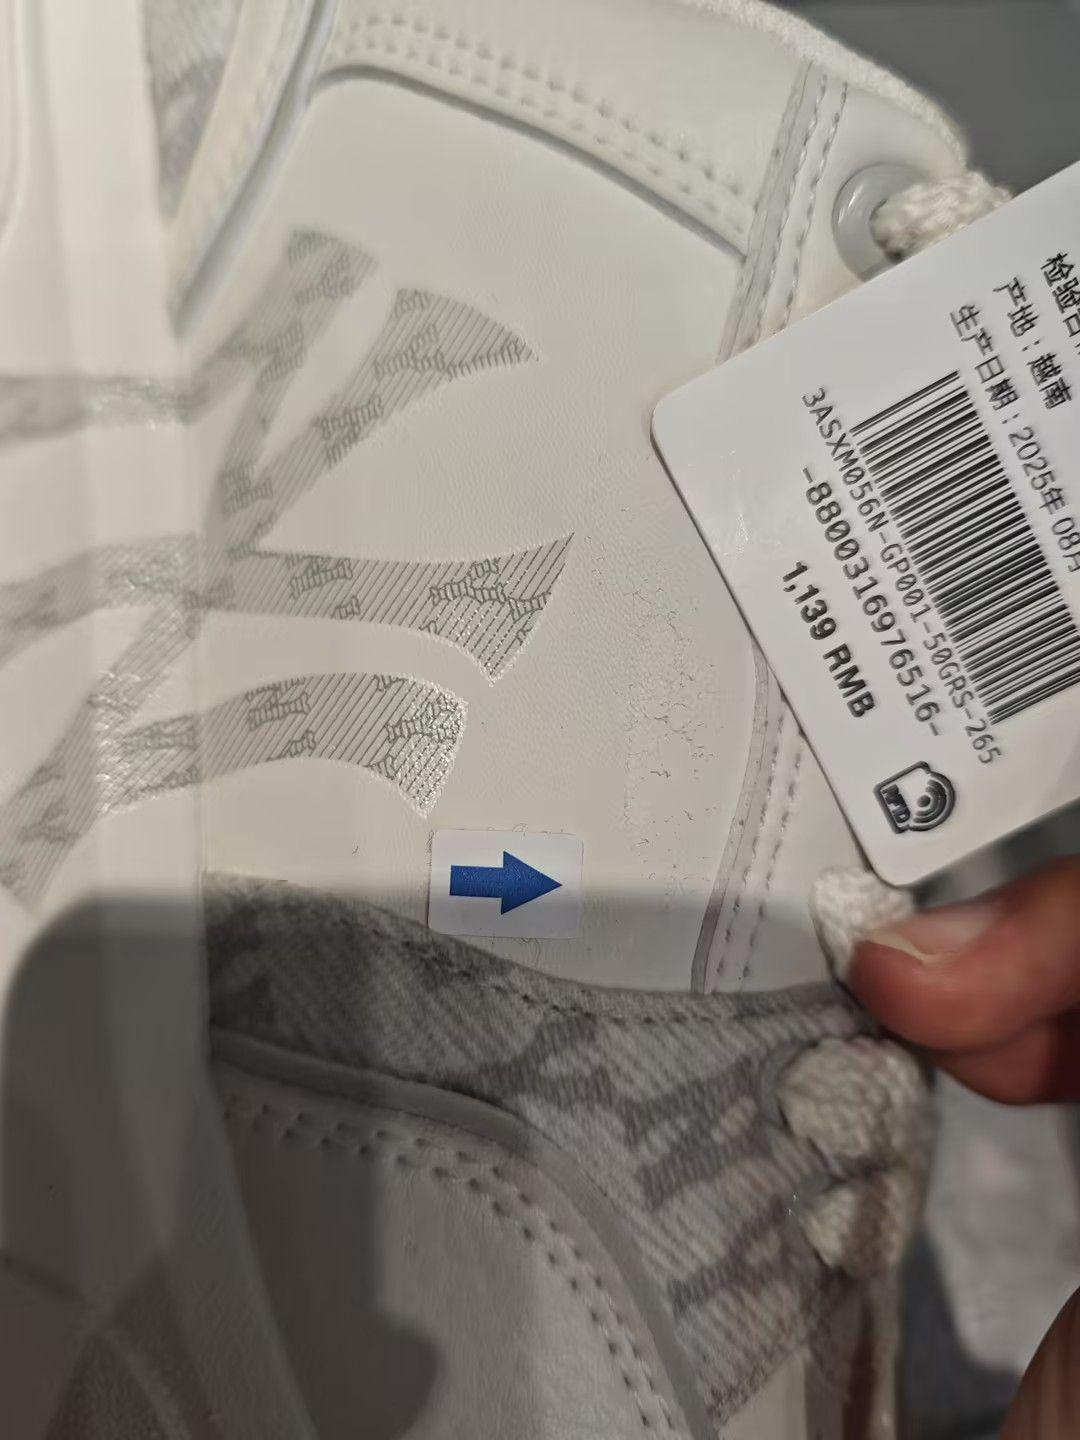 产地：越南
生产日期：2025年 08月
3ASXM056N-GP001-50GRS-265
-8800316976516-
1,139 RMB
RFID